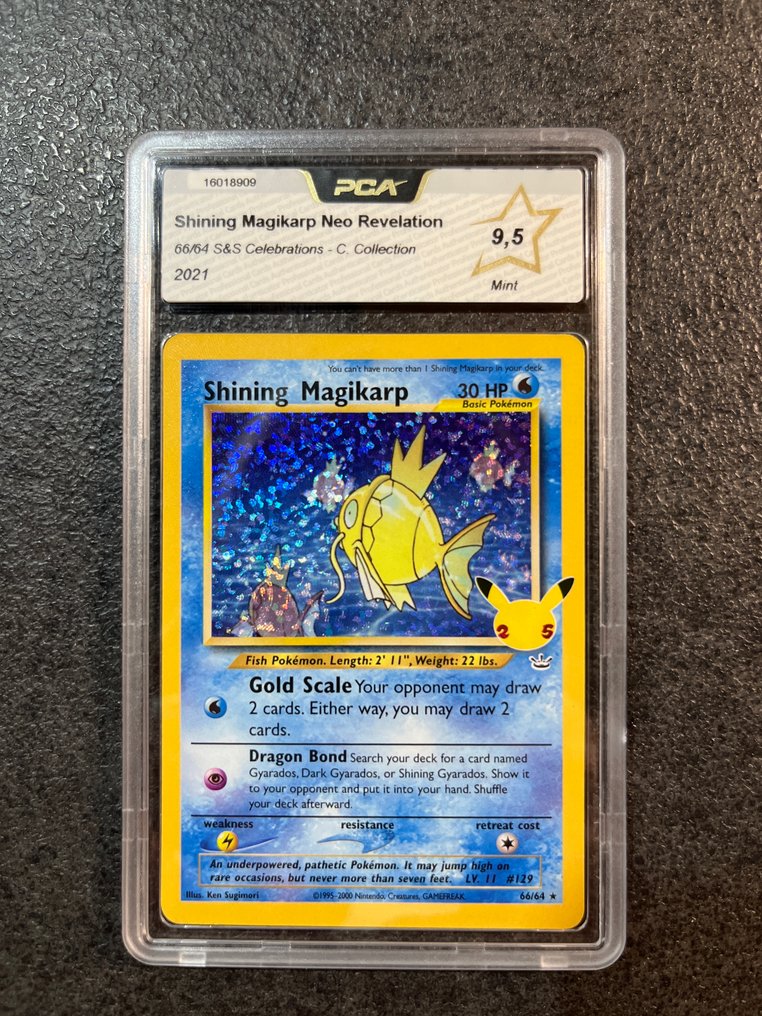 16018909
PCA
Shining Magikarp Neo Revelation
66/64 S&S Celebrations - C. Collection
2021
9,5
Mint
You can't have more than 1 Shining Magikarp in your deck.
Shining Magikarp 30 HP
Basic Pokémon
25
Fish Pokémon. Length: 2' 11", Weight: 22 lbs.
Gold Scale Your opponent may draw
2 cards. Either way, you may draw 2
cards.
Dragon Bond Search your deck for a card named
Gyarados, Dark Gyarados, or Shining Gyarados. Show it
to your opponent and put it into your hand. Shuffle
your deck afterward.
weakness resistance retreat cost
An underpowered, pathetic Pokémon. It may jump high on
rare occasions, but never more than seven feet. LV. 11 #129
Illus. Ken Sugimori ©1995-2000 Nintendo, Creatures, GAMEFREAK. 66/64 ★